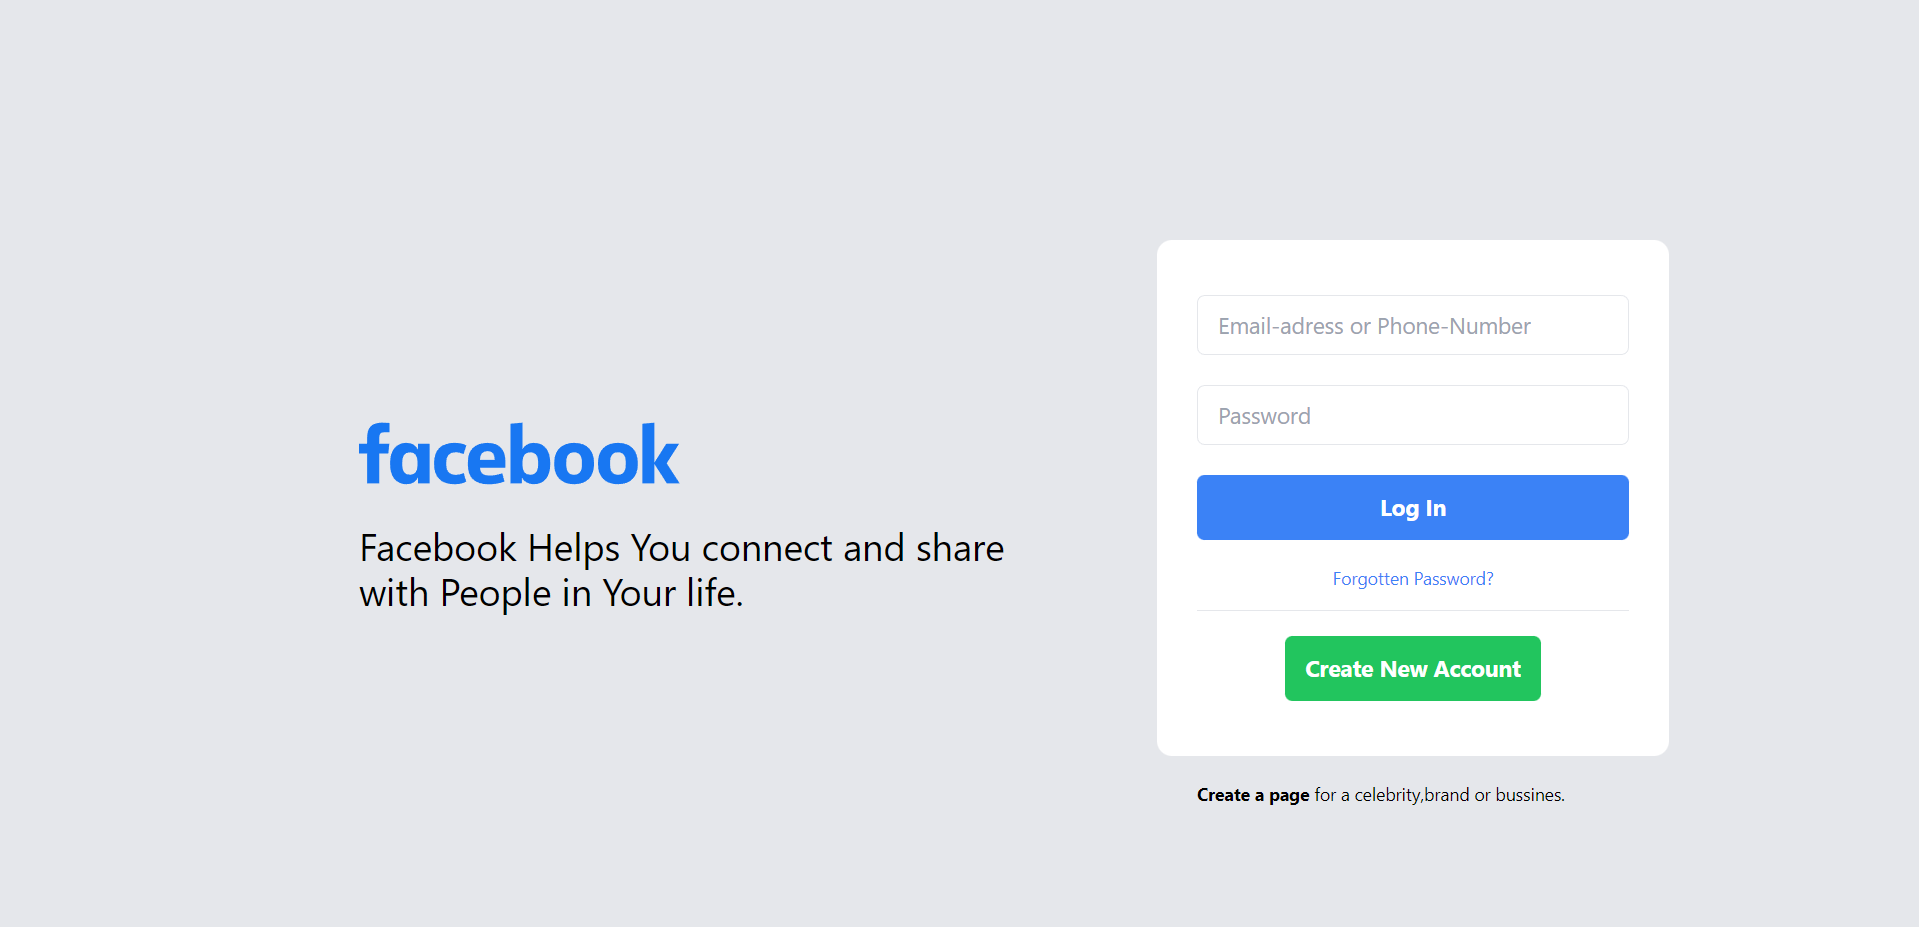 facebook
Facebook Helps You connect and share
with People in Your life.
Email-adress or Phone-Number
Password
Log In
Forgotten Password?
Create New Account
Create a page for a celebrity,brand or bussines.